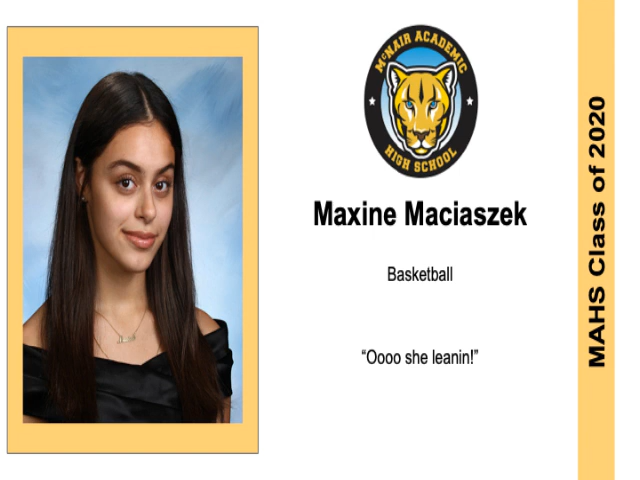 McNAIR ACADEMIC
HIGH SCHOOL
Maxine Maciaszek
Basketball
“Oooo she leanin!”
MAHS Class of 2020